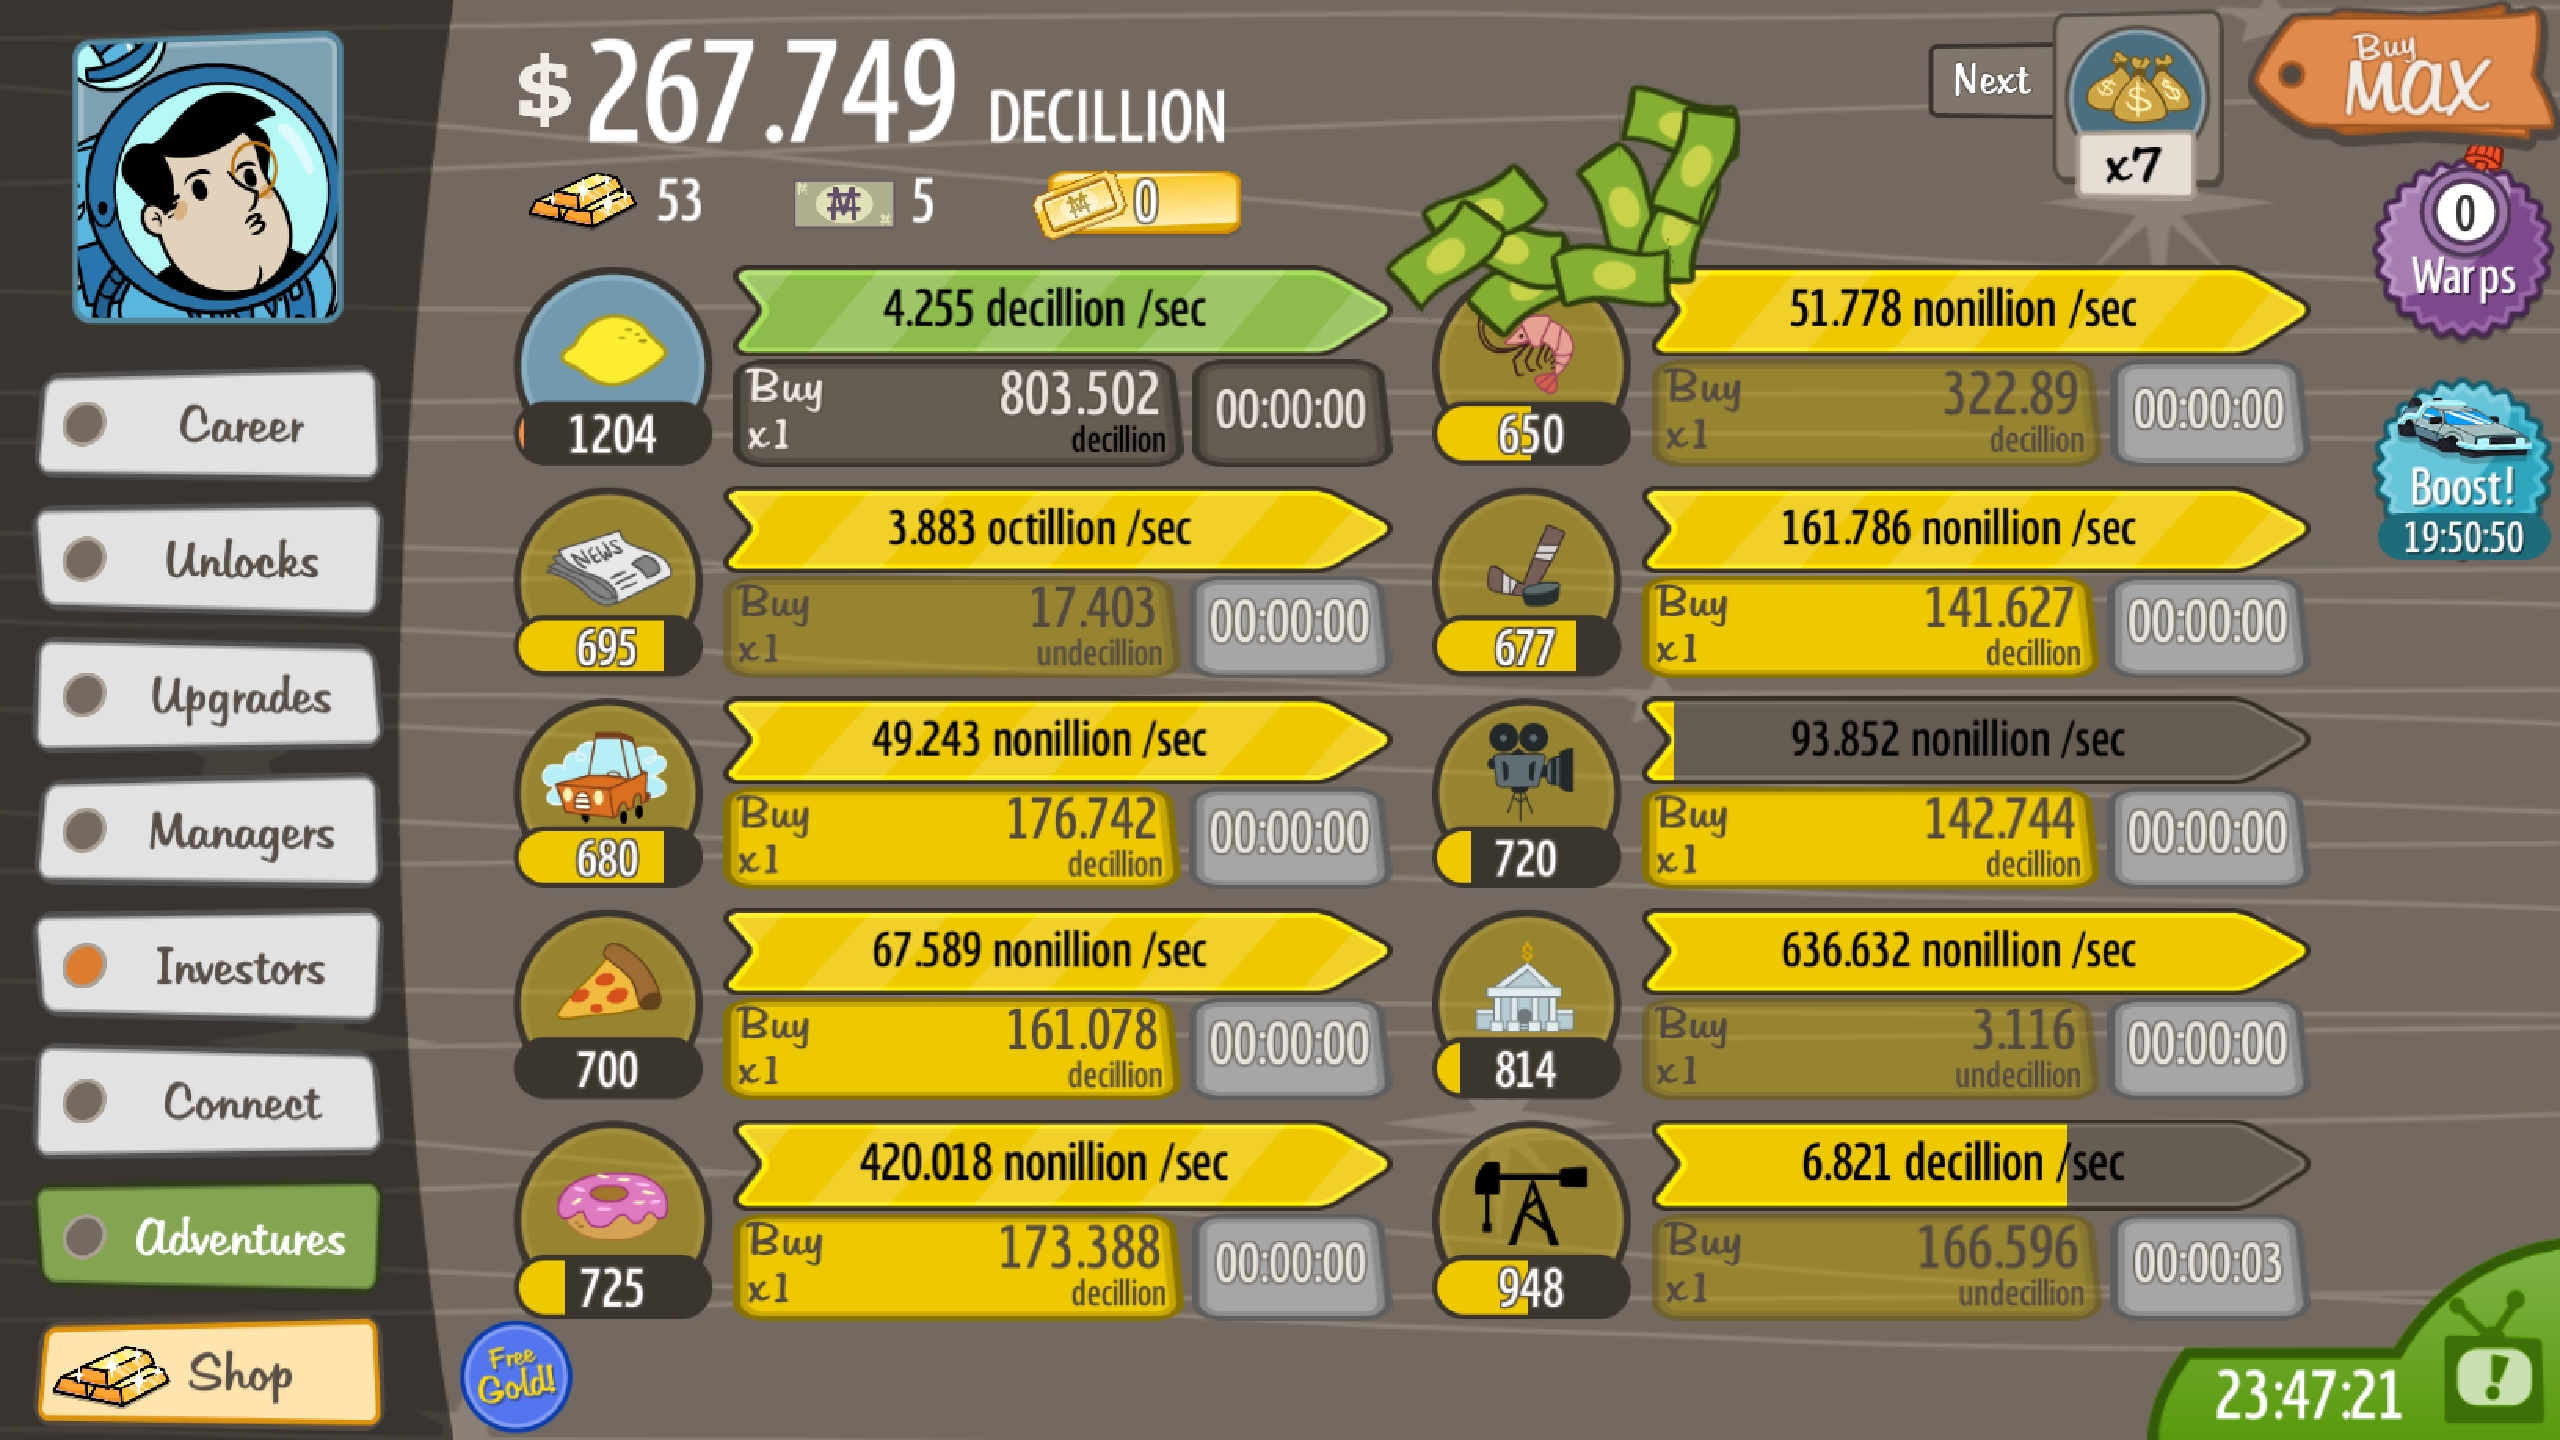 $267.749 DECILLION
53
5
0
Next
x7
Buy
MAX
0
Warps
Boost!
19:50:50
Career
Unlocks
Upgrades
Managers
Investors
Connect
Adventures
Shop
4.255 decillion /sec
1204
Buy
x1
803.502
decillion
00:00:00
NEWS
3.883 octillion /sec
695
Buy
x1
17.403
undecillion
00:00:00
49.243 nonillion /sec
680
Buy
x1
176.742
decillion
00:00:00
67.589 nonillion /sec
700
Buy
x1
161.078
decillion
00:00:00
420.018 nonillion /sec
725
Buy
x1
173.388
decillion
00:00:00
51.778 nonillion /sec
650
Buy
x1
322.89
decillion
00:00:00
161.786 nonillion /sec
677
Buy
x1
141.627
decillion
00:00:00
93.852 nonillion /sec
720
Buy
x1
142.744
decillion
00:00:00
636.632 nonillion /sec
814
Buy
x1
3.116
undecillion
00:00:00
6.821 decillion /sec
948
Buy
x1
166.596
undecillion
00:00:03
Free
Gold!
23:47:21